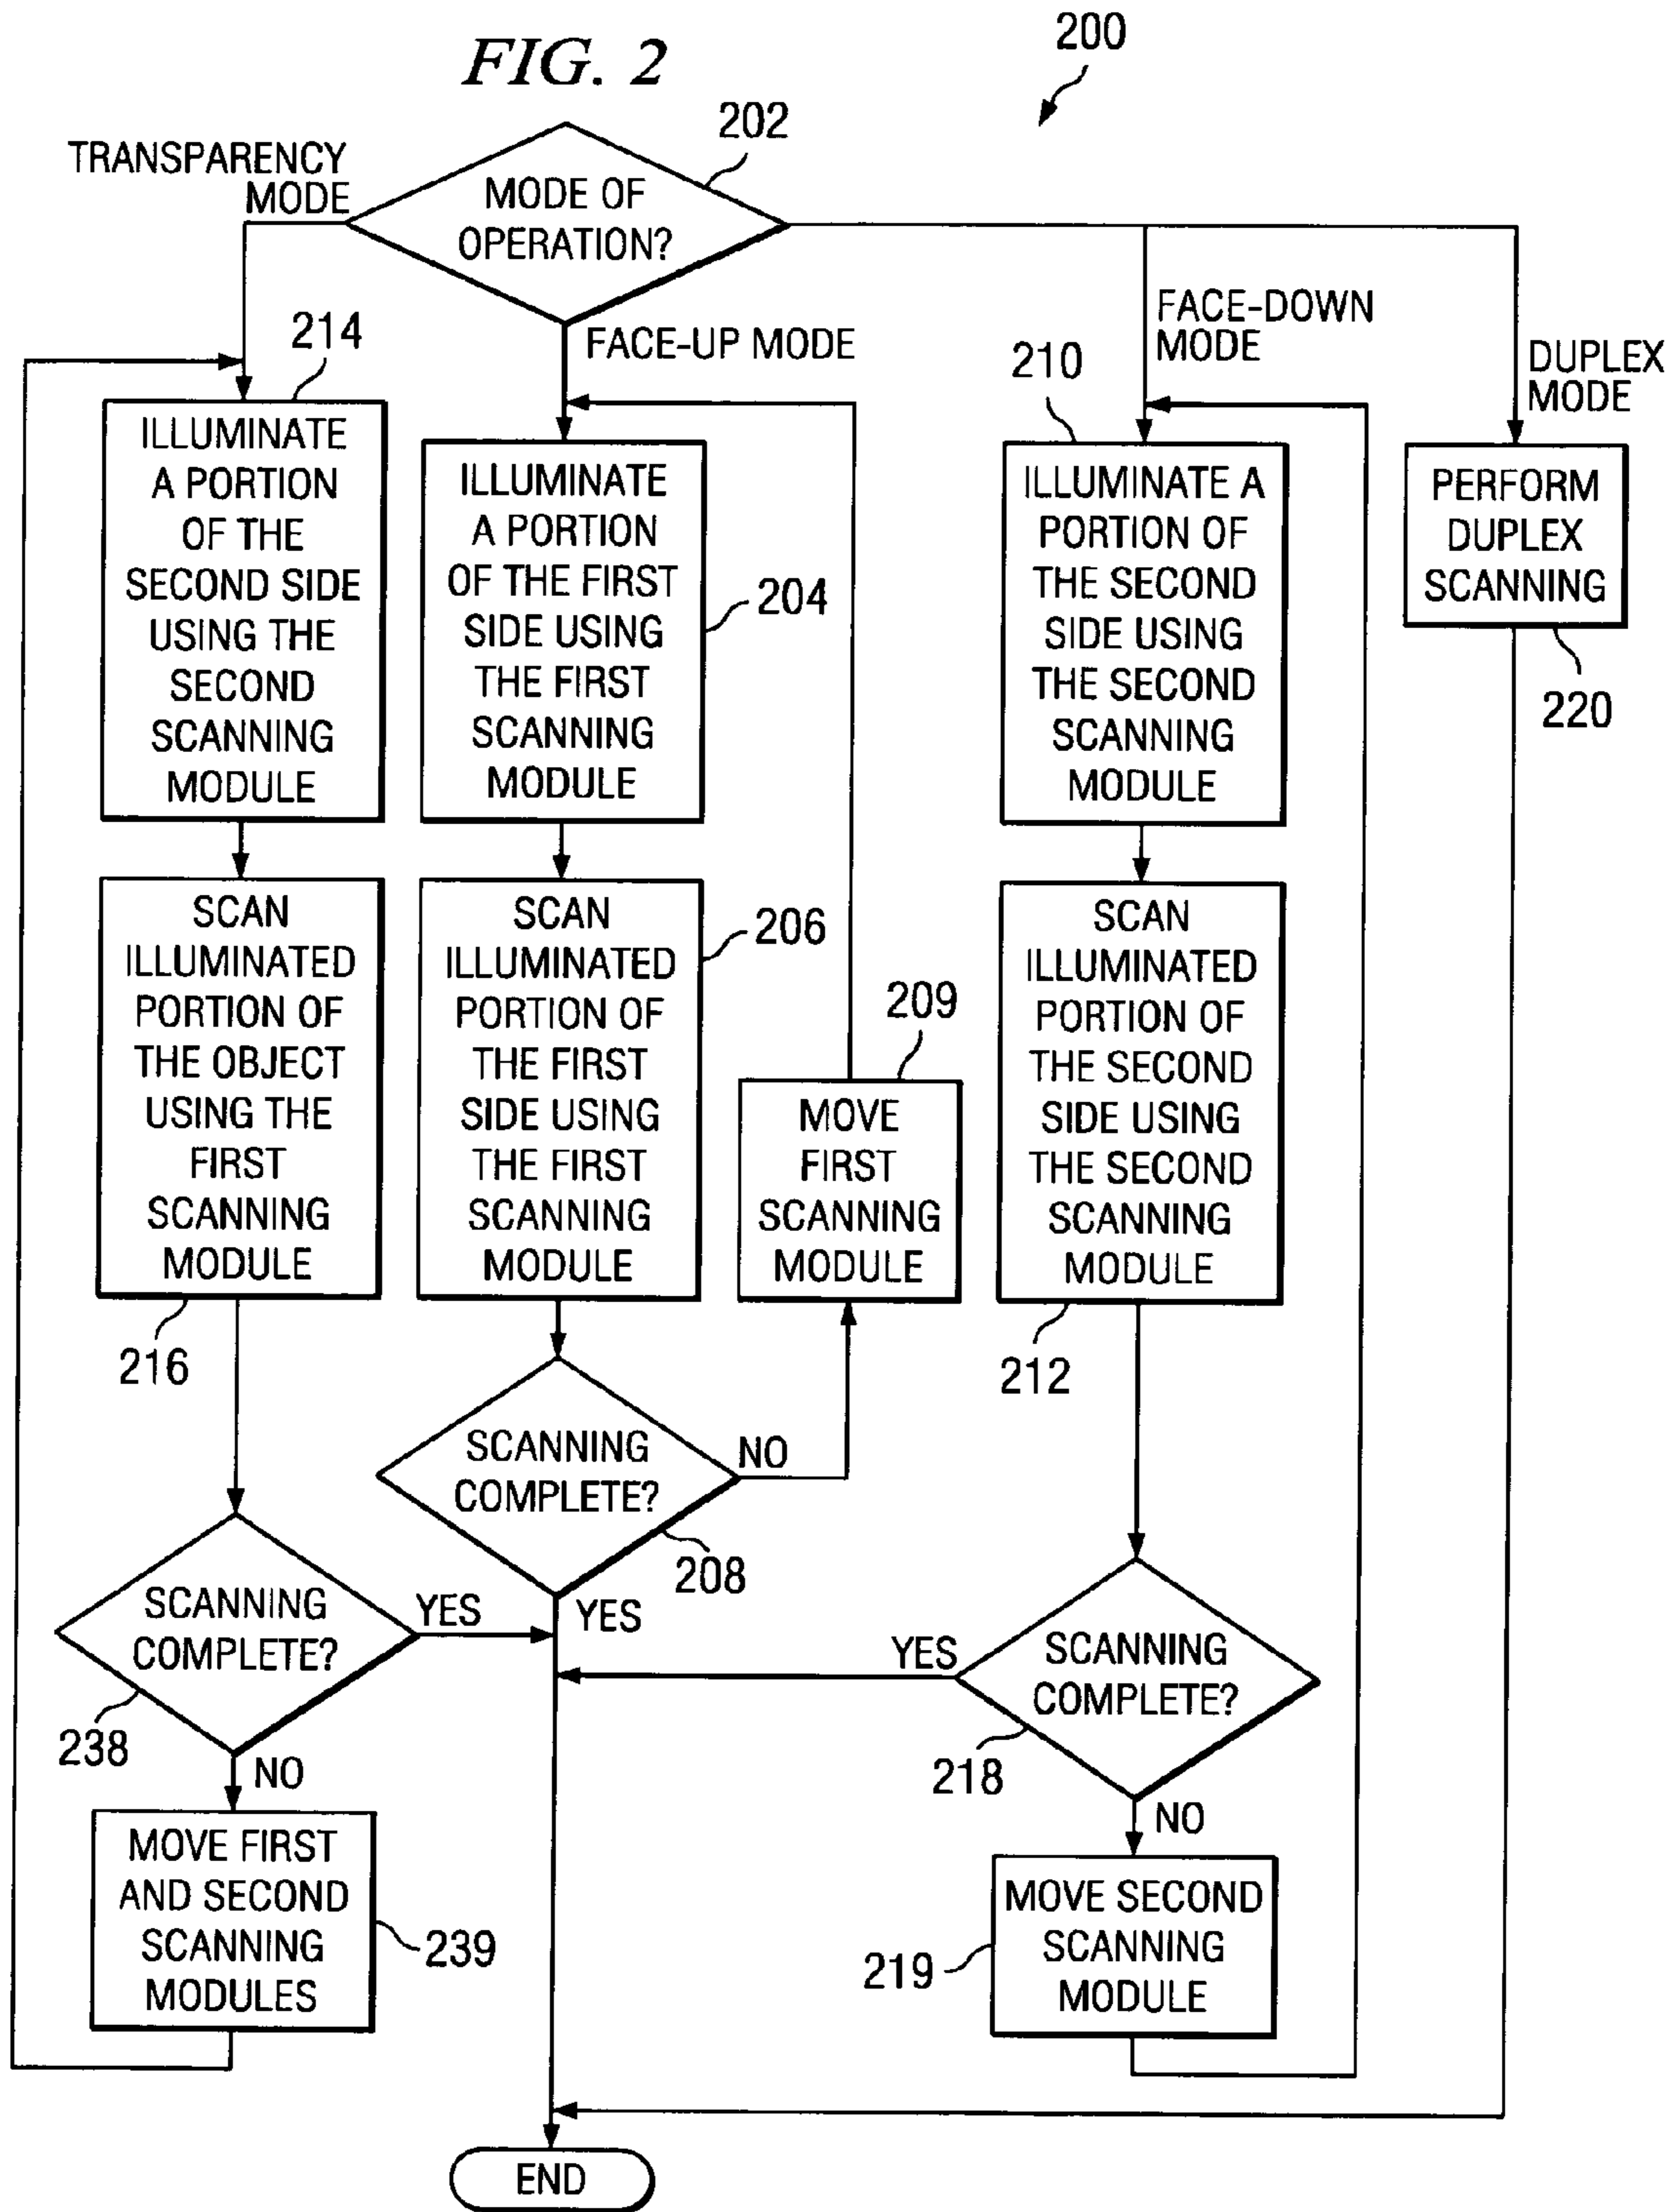 FIG. 2
200
202
MODE OF
OPERATION?
TRANSPARENCY
MODE
FACE-UP MODE
FACE-DOWN
MODE
DUPLEX
MODE
214
ILLUMINATE
A PORTION
OF THE
SECOND SIDE
USING THE
SECOND
SCANNING
MODULE
SCAN
ILLUMINATED
PORTION OF
THE OBJECT
USING THE
FIRST
SCANNING
MODULE
216
SCANNING
COMPLETE?
238
YES
NO
MOVE FIRST
AND SECOND
SCANNING
MODULES
239
ILLUMINATE
A PORTION
OF THE FIRST
SIDE USING
THE FIRST
SCANNING
MODULE
204
SCAN
ILLUMINATED
PORTION OF
THE FIRST
SIDE USING
THE FIRST
SCANNING
MODULE
206
SCANNING
COMPLETE?
208
NO
YES
209
MOVE
FIRST
SCANNING
MODULE
210
ILLUMINATE A
PORTION OF
THE SECOND
SIDE USING
THE SECOND
SCANNING
MODULE
SCAN
ILLUMINATED
PORTION OF
THE SECOND
SIDE USING
THE SECOND
SCANNING
MODULE
212
SCANNING
COMPLETE?
218
YES
NO
MOVE SECOND
SCANNING
MODULE
219
PERFORM
DUPLEX
SCANNING
220
END